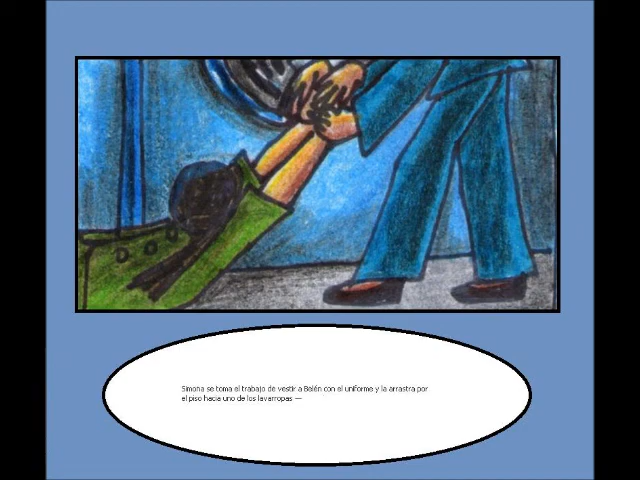 Simona se toma el trabajo de vestir a Belén con el uniforme y la arrastra por
el piso hacia uno de los lavarropas —